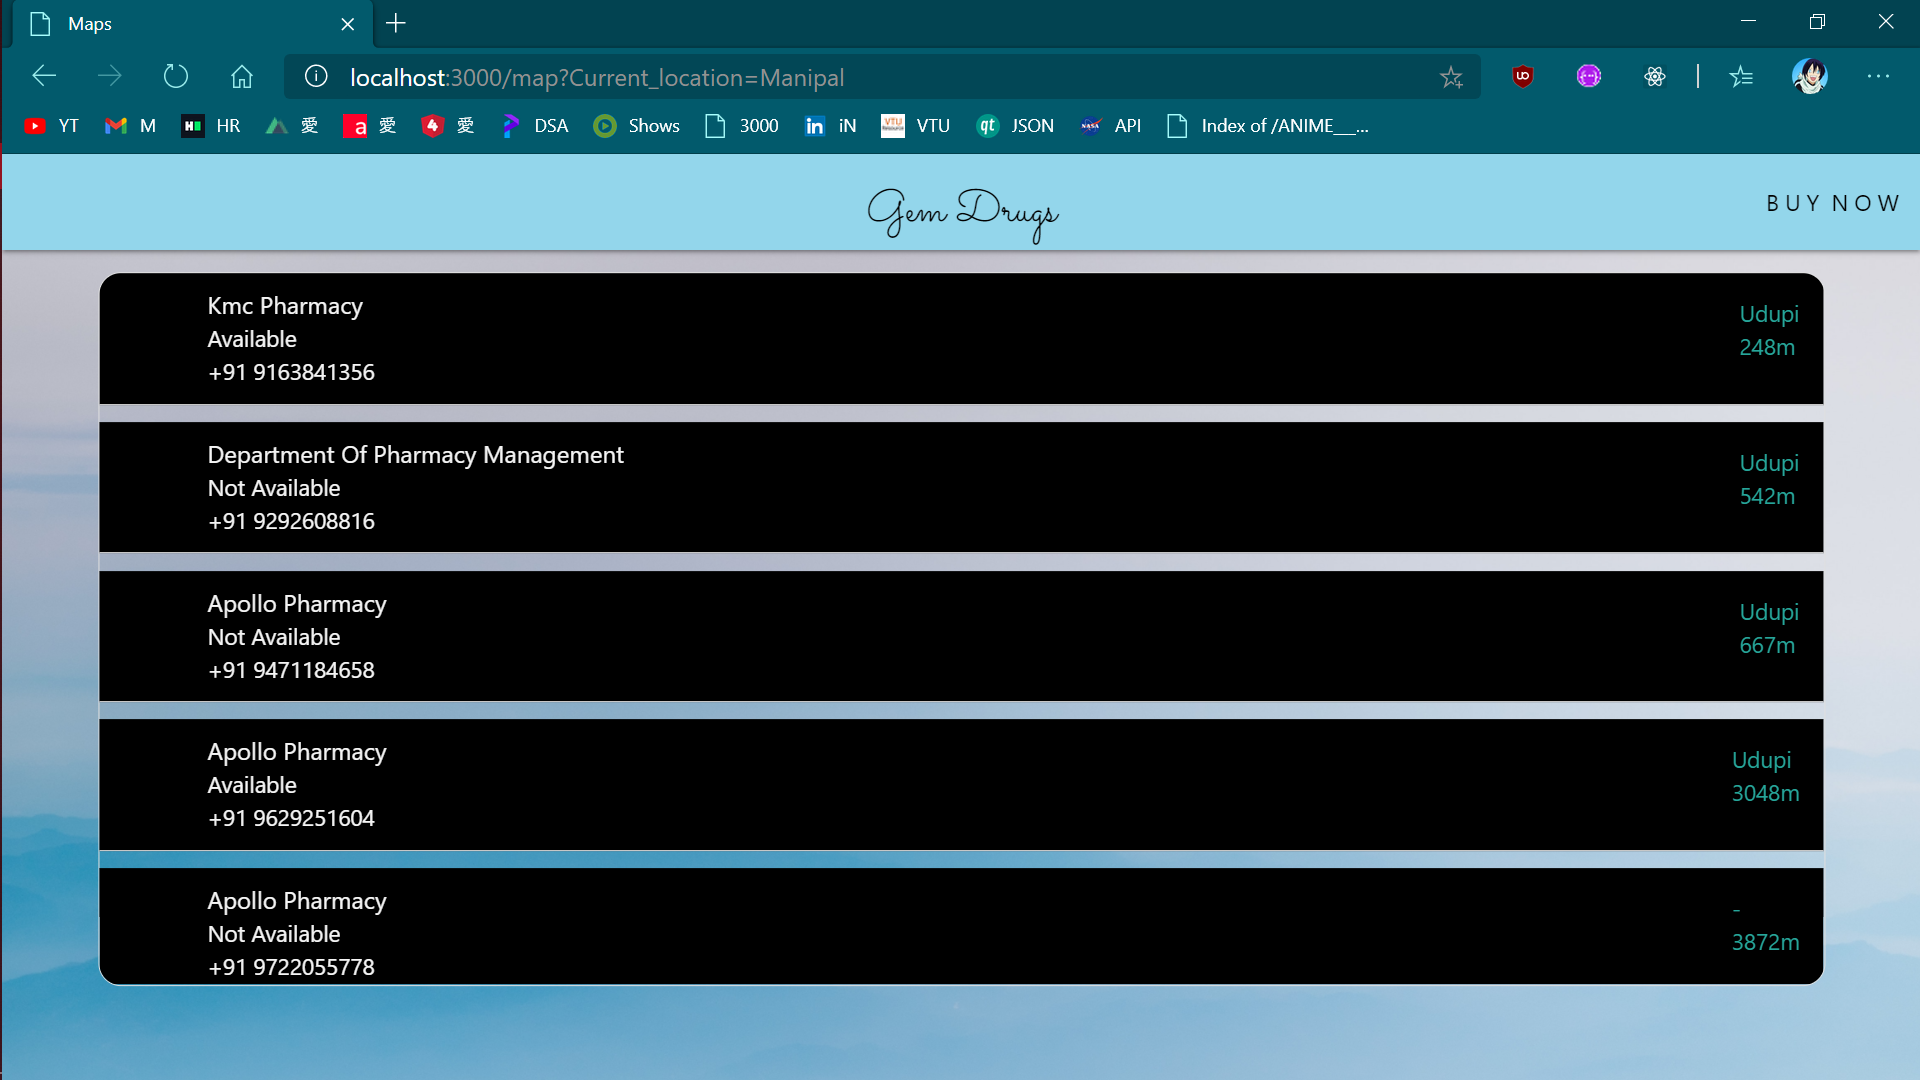 Maps
localhost:3000/map?Current_location=Manipal
YT M HR 愛 愛 愛 DSA Shows 3000 iN VTU JSON API Index of /ANIME___...
Gem Drugs
BUY NOW
Kmc Pharmacy
Available
+91 9163841356
Udupi
248m
Department Of Pharmacy Management
Not Available
+91 9292608816
Udupi
542m
Apollo Pharmacy
Not Available
+91 9471184658
Udupi
667m
Apollo Pharmacy
Available
+91 9629251604
Udupi
3048m
Apollo Pharmacy
Not Available
+91 9722055778
-
3872m